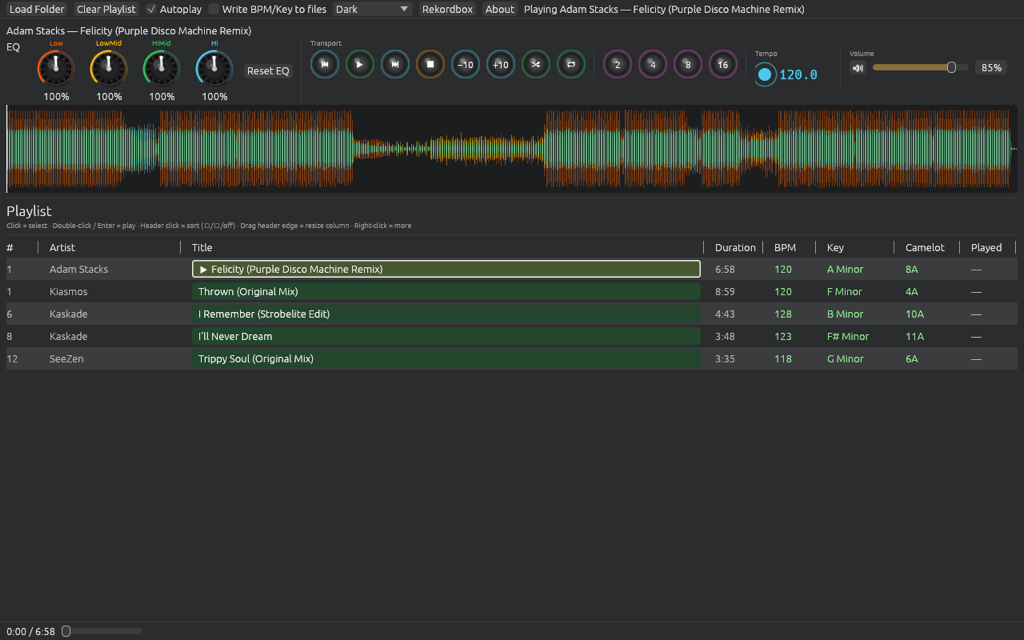 Load Folder Clear Playlist Autoplay Write BPM/Key to files Dark Rekordbox About Playing Adam Stacks — Felicity (Purple Disco Machine Remix)
Adam Stacks — Felicity (Purple Disco Machine Remix)
EQ Low LowMid HiMid Hi Reset EQ Transport -10 +10 2 4 8 16 Tempo 120.0 Volume 85%
100% 100% 100% 100%
Playlist
Click = select · Double-click / Enter = play · Header click = sort (□/□/off) · Drag header edge = resize column · Right-click = more
# Artist Title Duration BPM Key Camelot Played
1 Adam Stacks ▶ Felicity (Purple Disco Machine Remix) 6:58 120 A Minor 8A —
1 Kiasmos Thrown (Original Mix) 8:59 120 F Minor 4A —
6 Kaskade I Remember (Strobelite Edit) 4:43 128 B Minor 10A —
8 Kaskade I'll Never Dream 3:48 123 F# Minor 11A —
12 SeeZen Trippy Soul (Original Mix) 3:35 118 G Minor 6A —
0:00 / 6:58